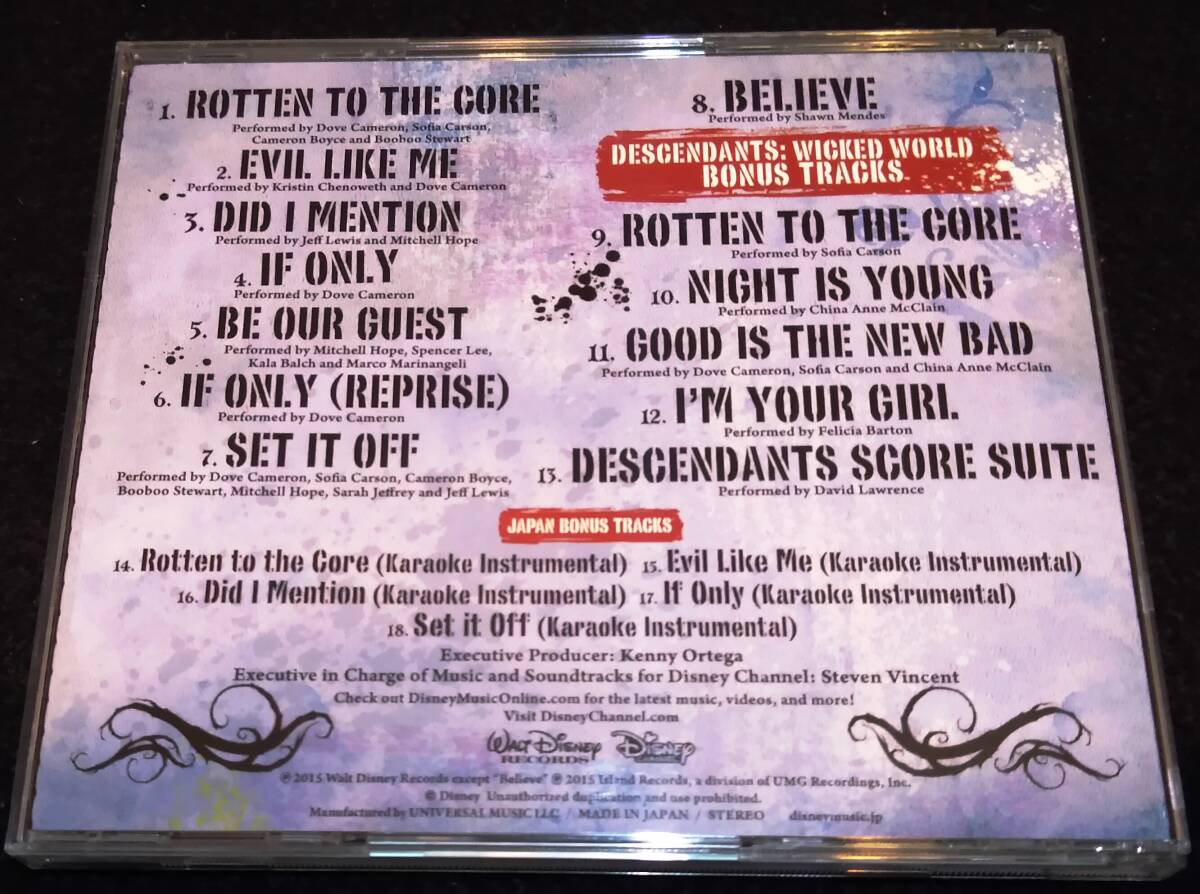 1. ROTTEN TO THE CORE
Performed by Dove Cameron, Sofia Carson,
Cameron Boyce and Booboo Stewart
2. EVIL LIKE ME
Performed by Kristin Chenoweth and Dove Cameron
3. DID I MENTION
Performed by Jeff Lewis and Mitchell Hope
4. IF ONLY
Performed by Dove Cameron
5. BE OUR GUEST
Performed by Mitchell Hope, Spencer Lee,
Kala Balch and Marco Marinangeli
6. IF ONLY (REPRISE)
Performed by Dove Cameron
7. SET IT OFF
Performed by Dove Cameron, Sofia Carson, Cameron Boyce,
Booboo Stewart, Mitchell Hope, Sarah Jeffrey and Jeff Lewis
8. BELIEVE
Performed by Shawn Mendes
DESCENDANTS: WICKED WORLD
BONUS TRACKS
9. ROTTEN TO THE CORE
Performed by Sofia Carson
10. NIGHT IS YOUNG
Performed by China Anne McClain
11. GOOD IS THE NEW BAD
Performed by Dove Cameron, Sofia Carson and China Anne McClain
12. I'M YOUR GIRL
Performed by Felicia Barton
13. DESCENDANTS SCORE SUITE
Performed by David Lawrence
JAPAN BONUS TRACKS
14. Rotten to the Core (Karaoke Instrumental) 15. Evil Like Me (Karaoke Instrumental)
16. Did I Mention (Karaoke Instrumental) 17. If Only (Karaoke Instrumental)
18. Set it Off (Karaoke Instrumental)
Executive Producer: Kenny Ortega
Executive in Charge of Music and Soundtracks for Disney Channel: Steven Vincent
Check out DisneyMusicOnline.com for the latest music, videos, and more!
Visit DisneyChannel.com
WALT DISNEY RECORDS DISNEY CHANNEL
℗ 2015 Walt Disney Records except "Believe" ℗ 2015 Island Records, a division of UMG Recordings, Inc.
© Disney Unauthorized duplication and use prohibited.
Manufactured by UNIVERSAL MUSIC LLC / MADE IN JAPAN / STEREO disneymusic.jp